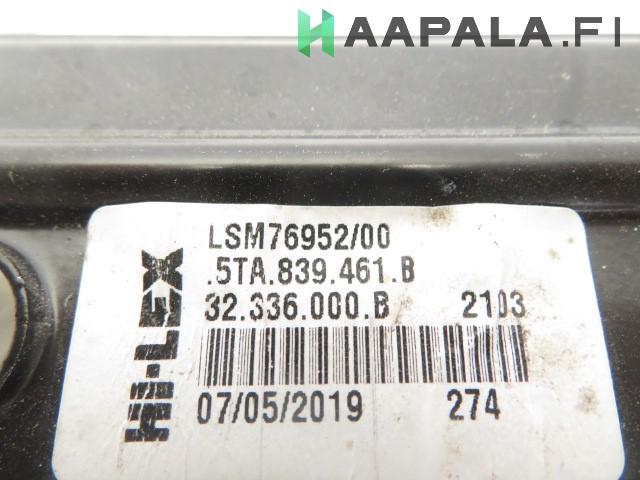 HAAPALA.FI
LSM76952/00
.5TA.839.461.B
32.336.000.B 2103
07/05/2019 274
Hi-LEX